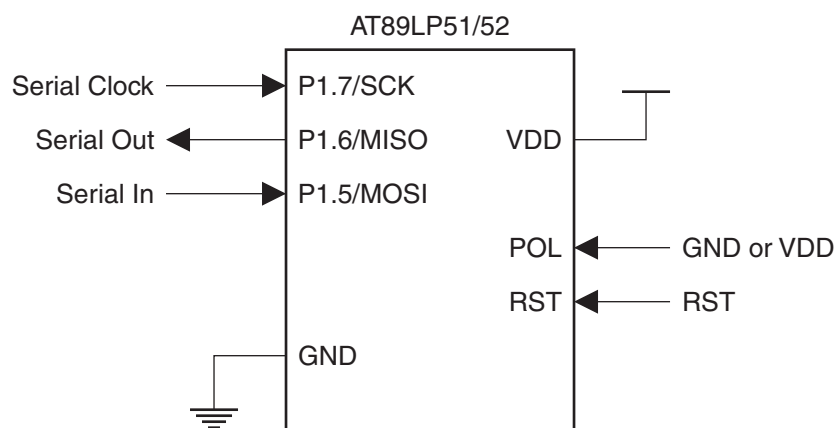 AT89LP51/52
Serial Clock P1.7/SCK
Serial Out P1.6/MISO VDD
Serial In P1.5/MOSI
POL GND or VDD
RST RST
GND